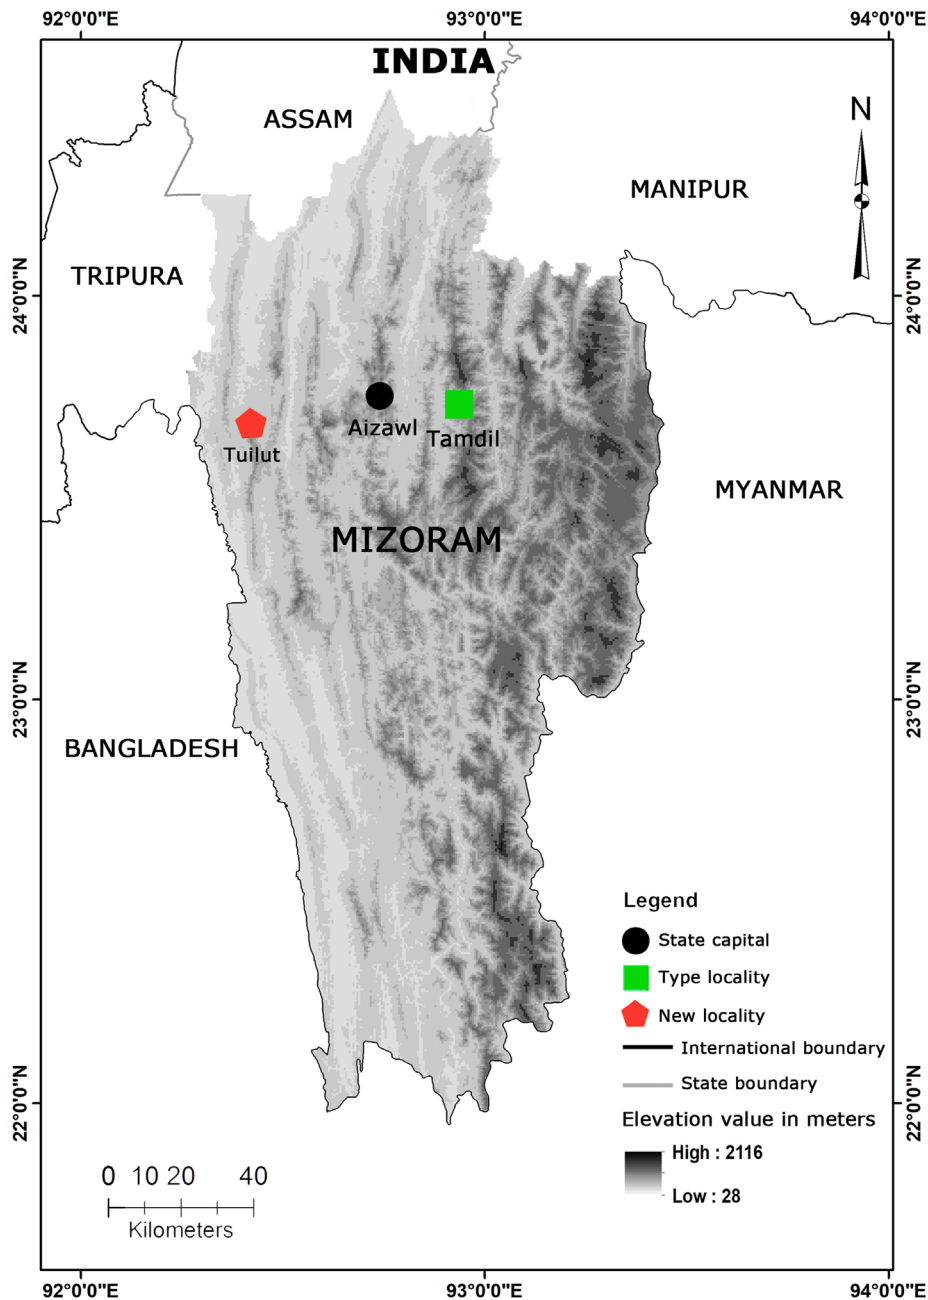 92°0'0"E 93°0'0"E 94°0'0"E
INDIA
ASSAM
N
MANIPUR
TRIPURA
24°0'0"N 24°0'0"N
Aizawl
Tamdil
Tuilut
MYANMAR
MIZORAM
23°0'0"N 23°0'0"N
BANGLADESH
Legend
State capital
Type locality
New locality
International boundary
State boundary
22°0'0"N 22°0'0"N
Elevation value in meters
High : 2116
Low : 28
0 10 20 40
Kilometers
92°0'0"E 93°0'0"E 94°0'0"E